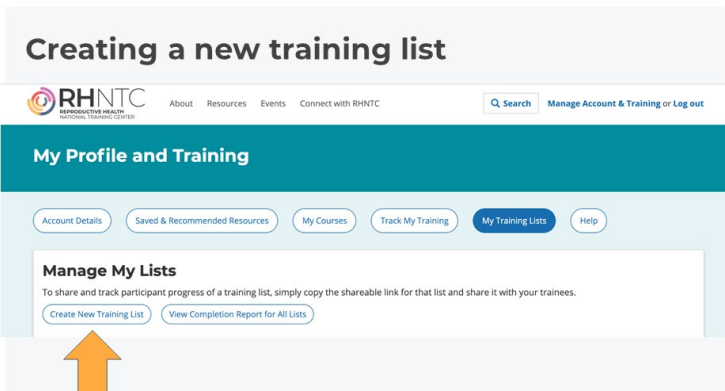 Creating a new training list
RHNTC
REPRODUCTIVE HEALTH
NATIONAL TRAINING CENTER
About Resources Events Connect with RHNTC
Search Manage Account & Training or Log out
My Profile and Training
Account Details Saved & Recommended Resources My Courses Track My Training My Training Lists Help
Manage My Lists
To share and track participant progress of a training list, simply copy the shareable link for that list and share it with your trainees.
Create New Training List View Completion Report for All Lists